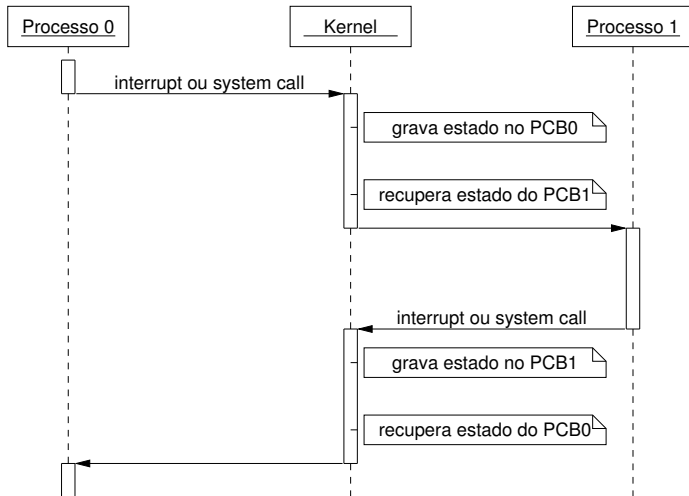 Processo 0
Kernel
Processo 1
interrupt ou system call
grava estado no PCB0
recupera estado do PCB1
interrupt ou system call
grava estado no PCB1
recupera estado do PCB0